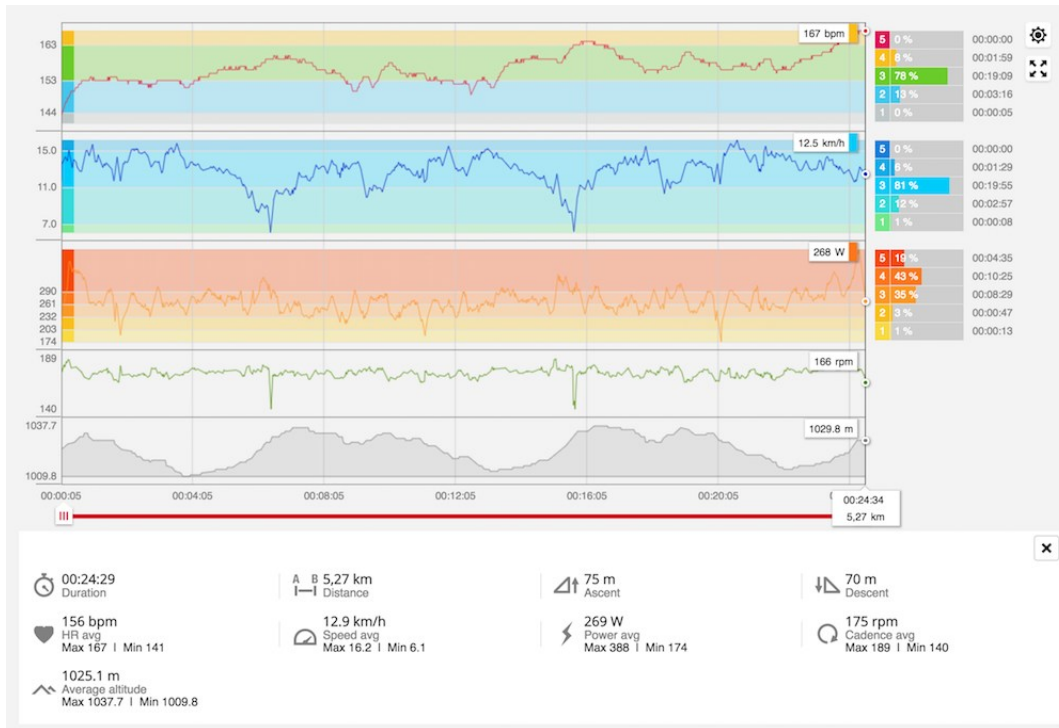 163
153
144
167 bpm
5 0 % 00:00:00
4 8 % 00:01:59
3 78 % 00:19:09
2 13 % 00:03:16
1 0 % 00:00:05
15.0
11.0
7.0
12.5 km/h
5 0 % 00:00:00
4 6 % 00:01:29
3 81 % 00:19:55
2 12 % 00:02:57
1 1 % 00:00:08
290
261
232
203
174
268 W
5 19 % 00:04:35
4 43 % 00:10:25
3 35 % 00:08:29
2 3 % 00:00:47
1 1 % 00:00:13
189
140
166 rpm
1037.7
1009.8
1029.8 m
00:00:05 00:04:05 00:08:05 00:12:05 00:16:05 00:20:05
00:24:34
5,27 km
00:24:29
Duration
A B 5,27 km
Distance
75 m
Ascent
70 m
Descent
156 bpm
HR avg
Max 167 | Min 141
12.9 km/h
Speed avg
Max 16.2 | Min 6.1
269 W
Power avg
Max 388 | Min 174
175 rpm
Cadence avg
Max 189 | Min 140
1025.1 m
Average altitude
Max 1037.7 | Min 1009.8